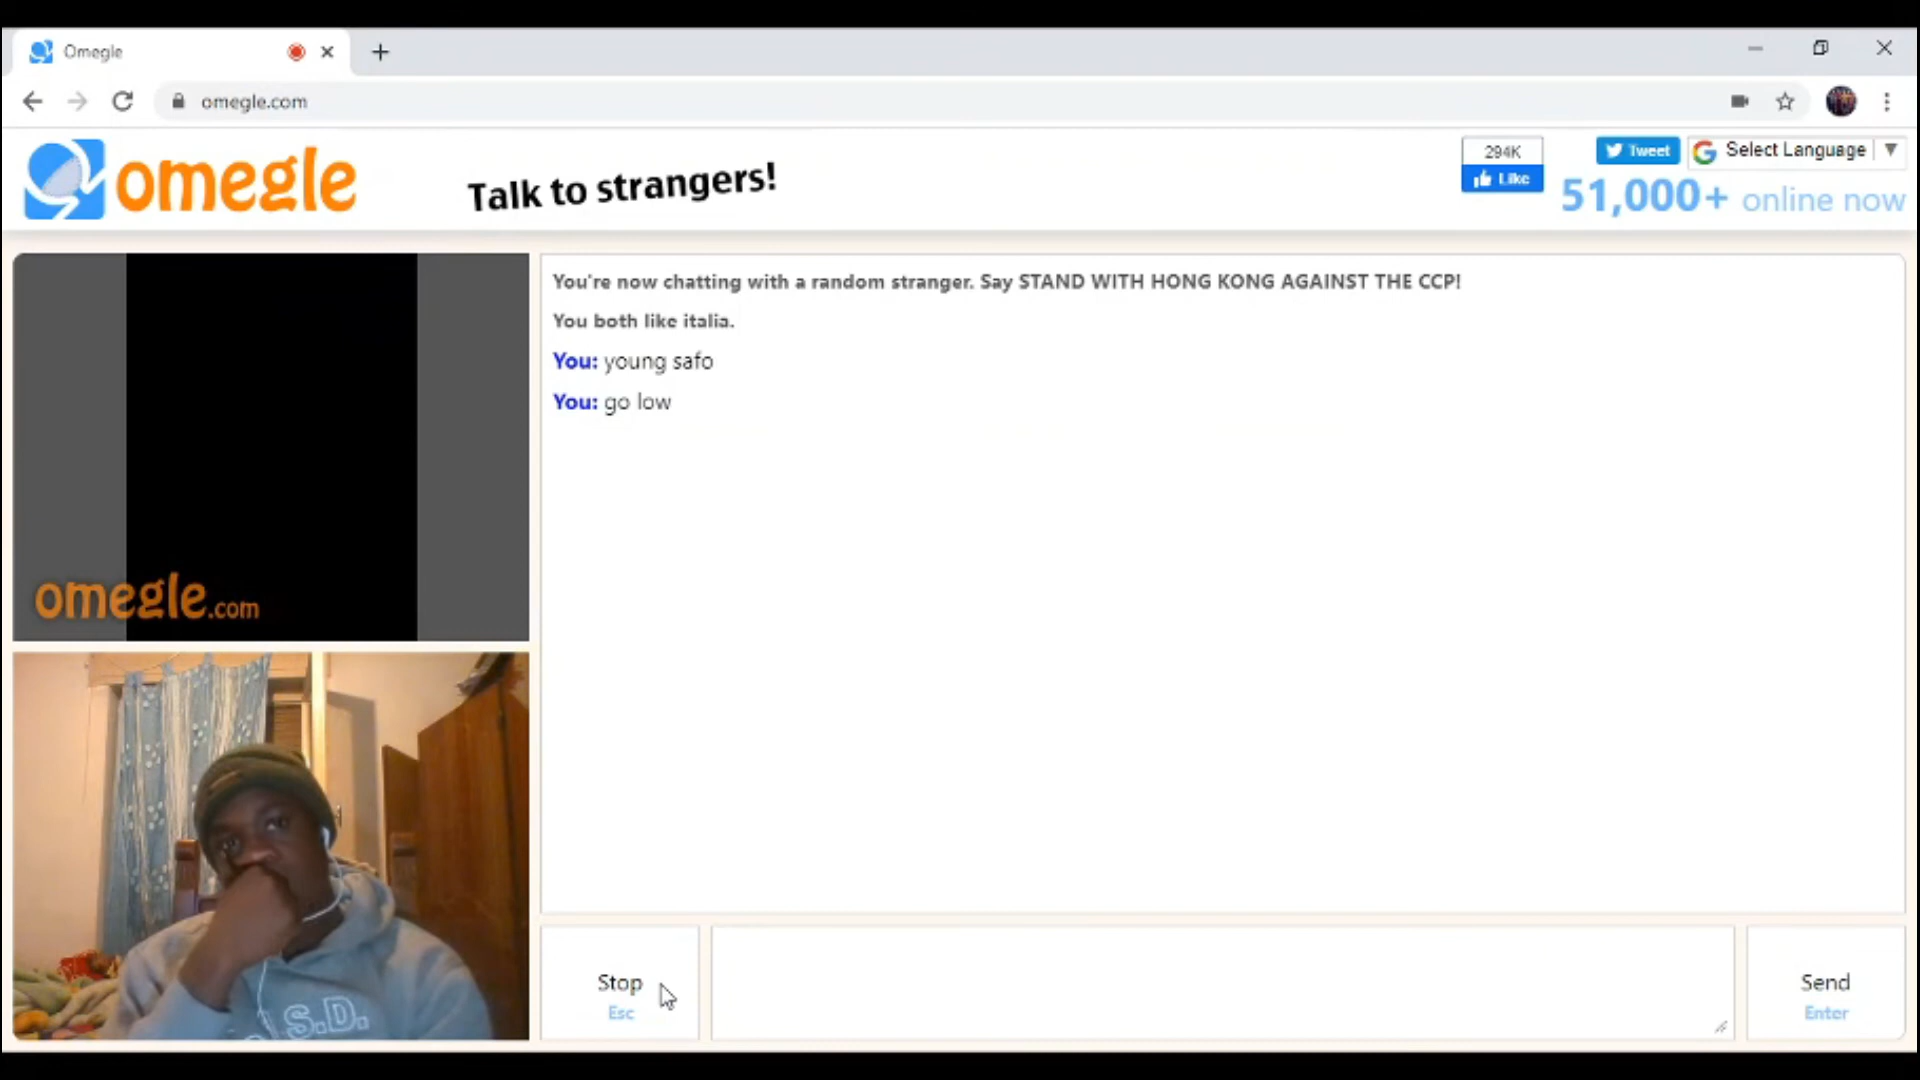 Omegle
omegle.com
omegle
Talk to strangers!
294K
Like
Tweet
Select Language
51,000+ online now
You're now chatting with a random stranger. Say STAND WITH HONG KONG AGAINST THE CCP!
You both like italia.
You: young safo
You: go low
omegle.com
S.D.
Stop
Esc
Send
Enter